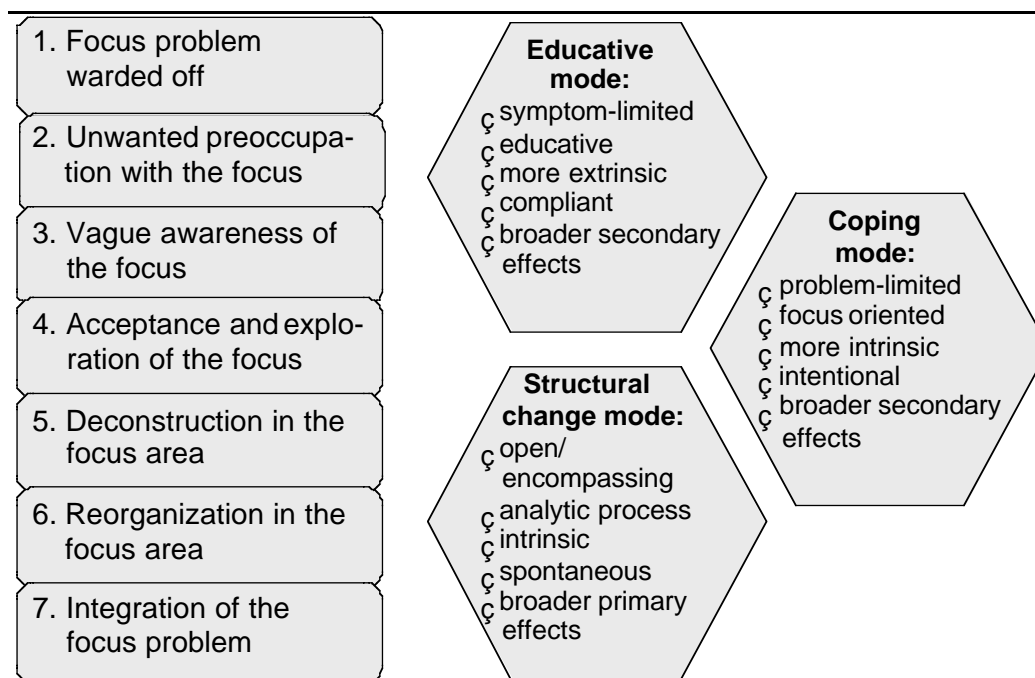 1. Focus problem
warded off
2. Unwanted preoccupa-
tion with the focus
3. Vague awareness of
the focus
4. Acceptance and explo-
ration of the focus
5. Deconstruction in the
focus area
6. Reorganization in the
focus area
7. Integration of the
focus problem
Educative
mode:
ç symptom-limited
ç educative
ç more extrinsic
ç compliant
ç broader secondary
effects
Coping
mode:
ç problem-limited
ç focus oriented
ç more intrinsic
ç intentional
ç broader secondary
effects
Structural
change mode:
ç open/
encompassing
ç analytic process
ç intrinsic
ç spontaneous
ç broader primary
effects